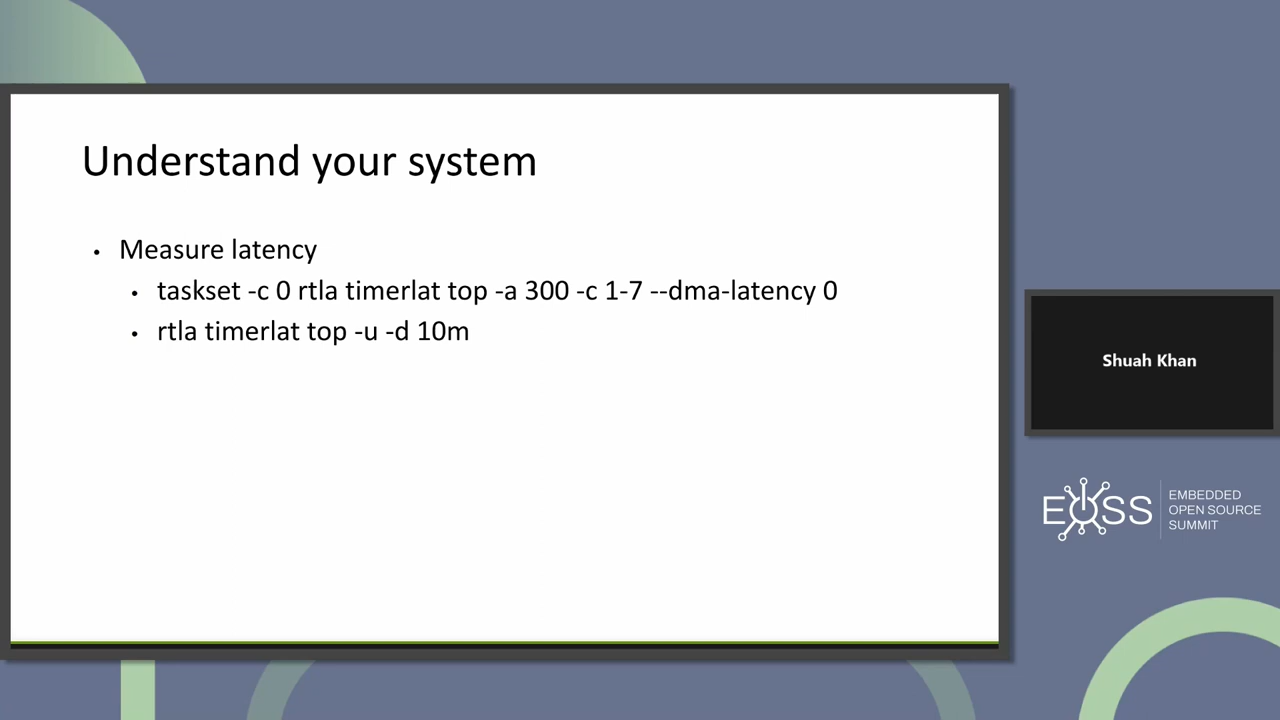 Understand your system
• Measure latency
• taskset -c 0 rtla timerlat top -a 300 -c 1-7 --dma-latency 0
• rtla timerlat top -u -d 10m
Shuah Khan
EOSS
EMBEDDED
OPEN SOURCE
SUMMIT